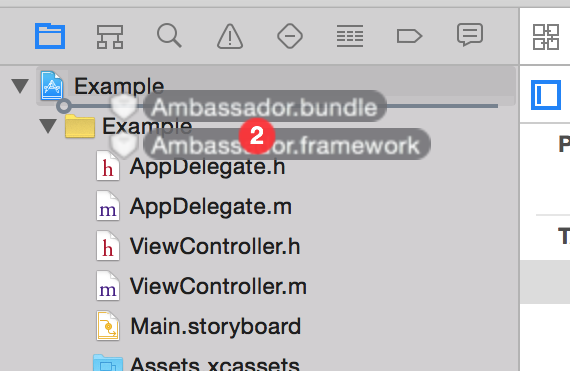 Example
Ambassador.bundle
Example
2
Ambassador.framework
h AppDelegate.h
m AppDelegate.m
h ViewController.h
m ViewController.m
Main.storyboard
Assets.xcassets
P
T